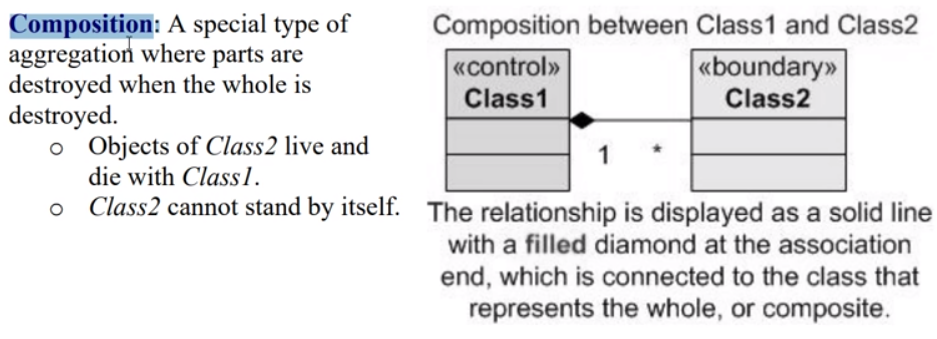 Composition: A special type of
aggregation where parts are
destroyed when the whole is
destroyed.
o Objects of Class2 live and
die with Class1.
o Class2 cannot stand by itself.
Composition between Class1 and Class2
«control»
Class1
«boundary»
Class2
1 *
The relationship is displayed as a solid line
with a filled diamond at the association
end, which is connected to the class that
represents the whole, or composite.